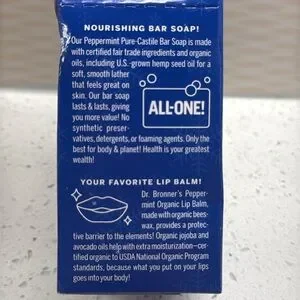 NOURISHING BAR SOAP!
Our Peppermint Pure-Castile Bar Soap is made
with certified fair trade ingredients and organic
oils, including U.S.-grown hemp seed oil for a
soft, smooth lather
that feels great on
skin. Our bar soap
lasts & lasts, giving
you more value! No
synthetic preser-
vatives, detergents, or foaming agents. Only the
best for body & planet! Health is your greatest
wealth!
ALL-ONE!
YOUR FAVORITE LIP BALM!
Dr. Bronner's Pepper-
mint Organic Lip Balm,
made with organic bees-
wax, provides a protec-
tive barrier to the elements! Organic jojoba and
avocado oils help with extra moisturization—cer-
tified organic to USDA National Organic Program
standards, because what you put on your lips
goes into your body!